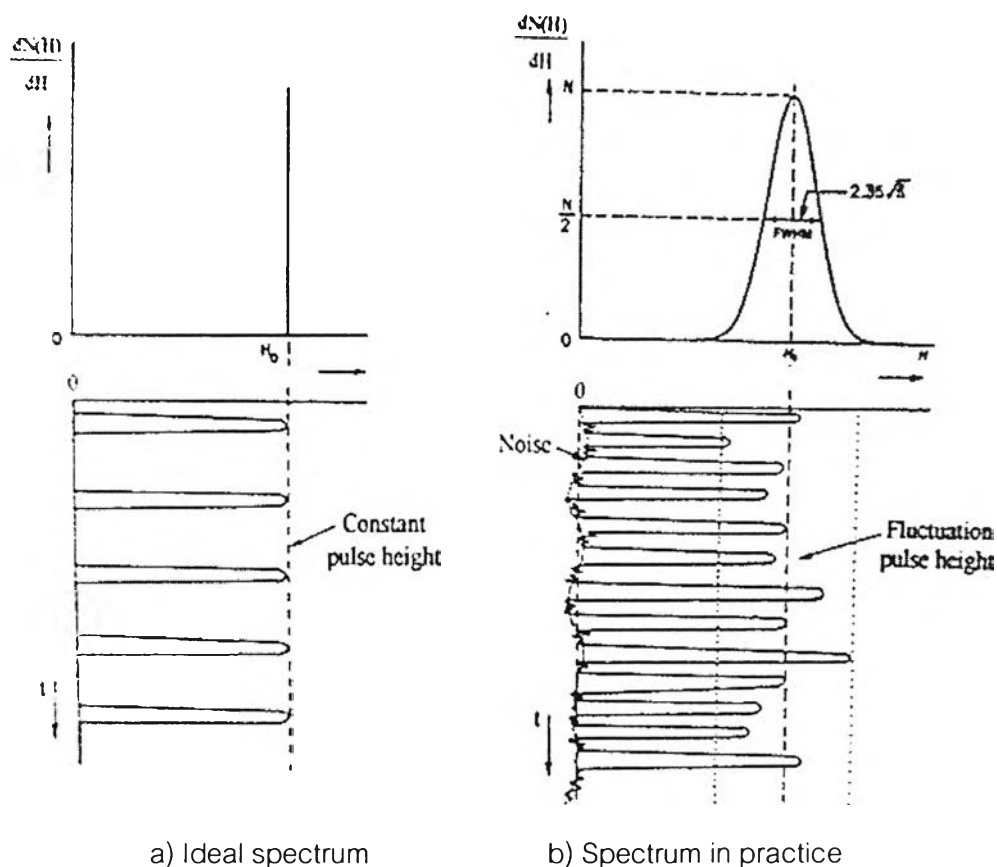 dN(H)
dH
0
H₀
0
Constant
pulse height
t
a) Ideal spectrum
dN(H)
dH
N
N
2
2.35
FWHM
0
H₀
H
0
Noise
Fluctuation
pulse height
t
b) Spectrum in practice